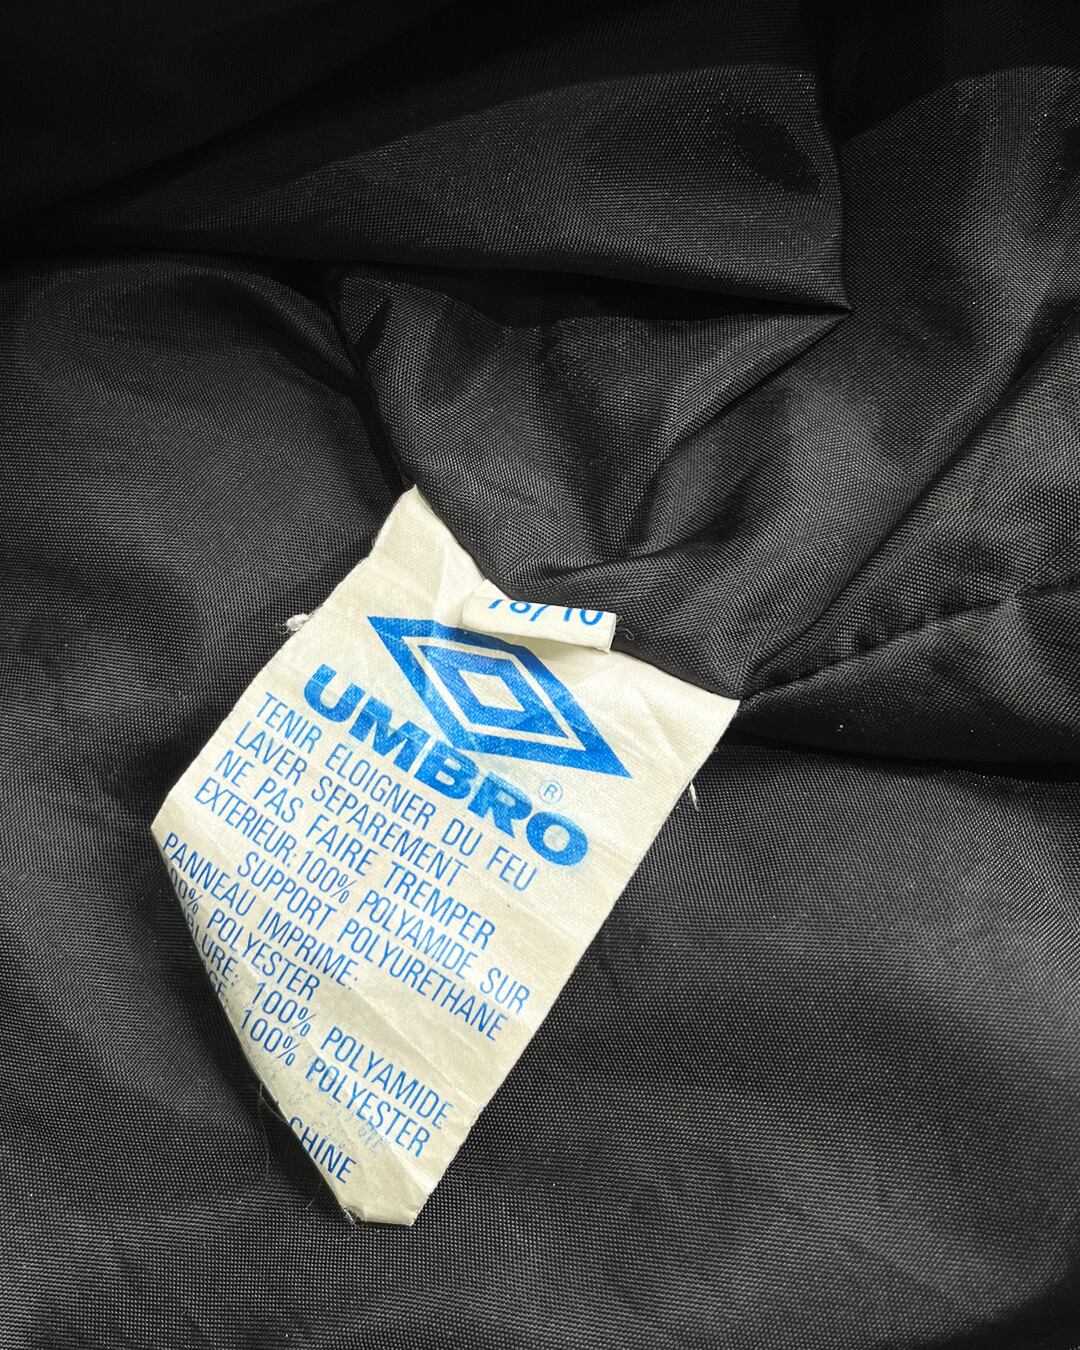 UMBRO®
TENIR ELOIGNER DU FEU
LAVER SEPAREMENT
NE PAS FAIRE TREMPER
EXTERIEUR:100% POLYAMIDE SUR
SUPPORT POLYURETHANE
PANNEAU IMPRIME:
POLYESTER
100% POLYAMIDE
100% POLYESTER